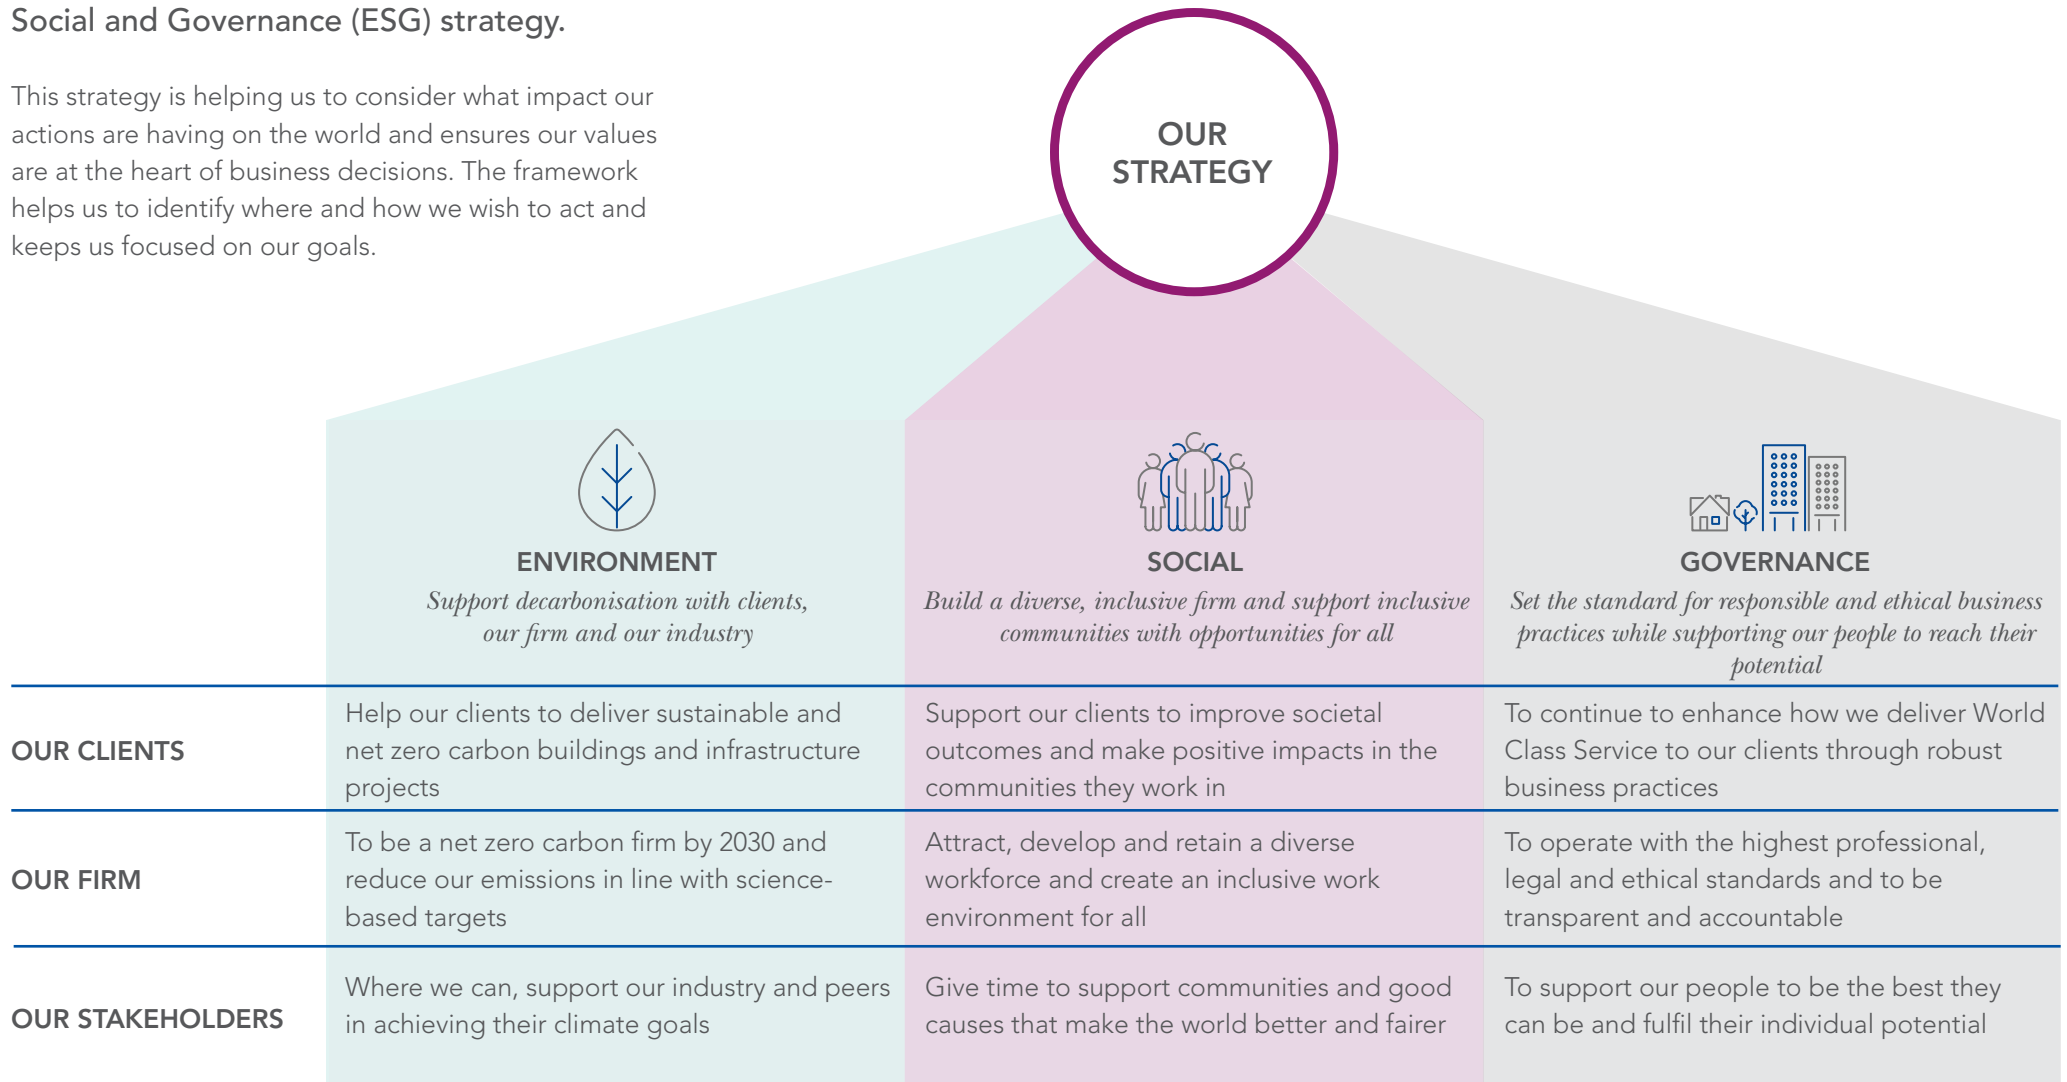 Social and Governance (ESG) strategy.
This strategy is helping us to consider what impact our
actions are having on the world and ensures our values
are at the heart of business decisions. The framework
helps us to identify where and how we wish to act and
keeps us focused on our goals.
OUR
STRATEGY
ENVIRONMENT
Support decarbonisation with clients,
our firm and our industry
SOCIAL
Build a diverse, inclusive firm and support inclusive
communities with opportunities for all
GOVERNANCE
Set the standard for responsible and ethical business
practices while supporting our people to reach their
potential
OUR CLIENTS
Help our clients to deliver sustainable and
net zero carbon buildings and infrastructure
projects
Support our clients to improve societal
outcomes and make positive impacts in the
communities they work in
To continue to enhance how we deliver World
Class Service to our clients through robust
business practices
OUR FIRM
To be a net zero carbon firm by 2030 and
reduce our emissions in line with science-
based targets
Attract, develop and retain a diverse
workforce and create an inclusive work
environment for all
To operate with the highest professional,
legal and ethical standards and to be
transparent and accountable
OUR STAKEHOLDERS
Where we can, support our industry and peers
in achieving their climate goals
Give time to support communities and good
causes that make the world better and fairer
To support our people to be the best they
can be and fulfil their individual potential